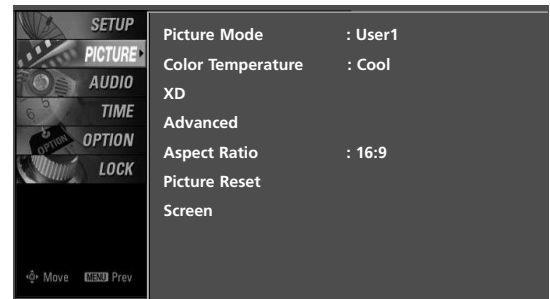 SETUP
PICTURE
AUDIO
TIME
OPTION
LOCK
Move MENU Prev
Picture Mode : User1
Color Temperature : Cool
XD
Advanced
Aspect Ratio : 16:9
Picture Reset
Screen